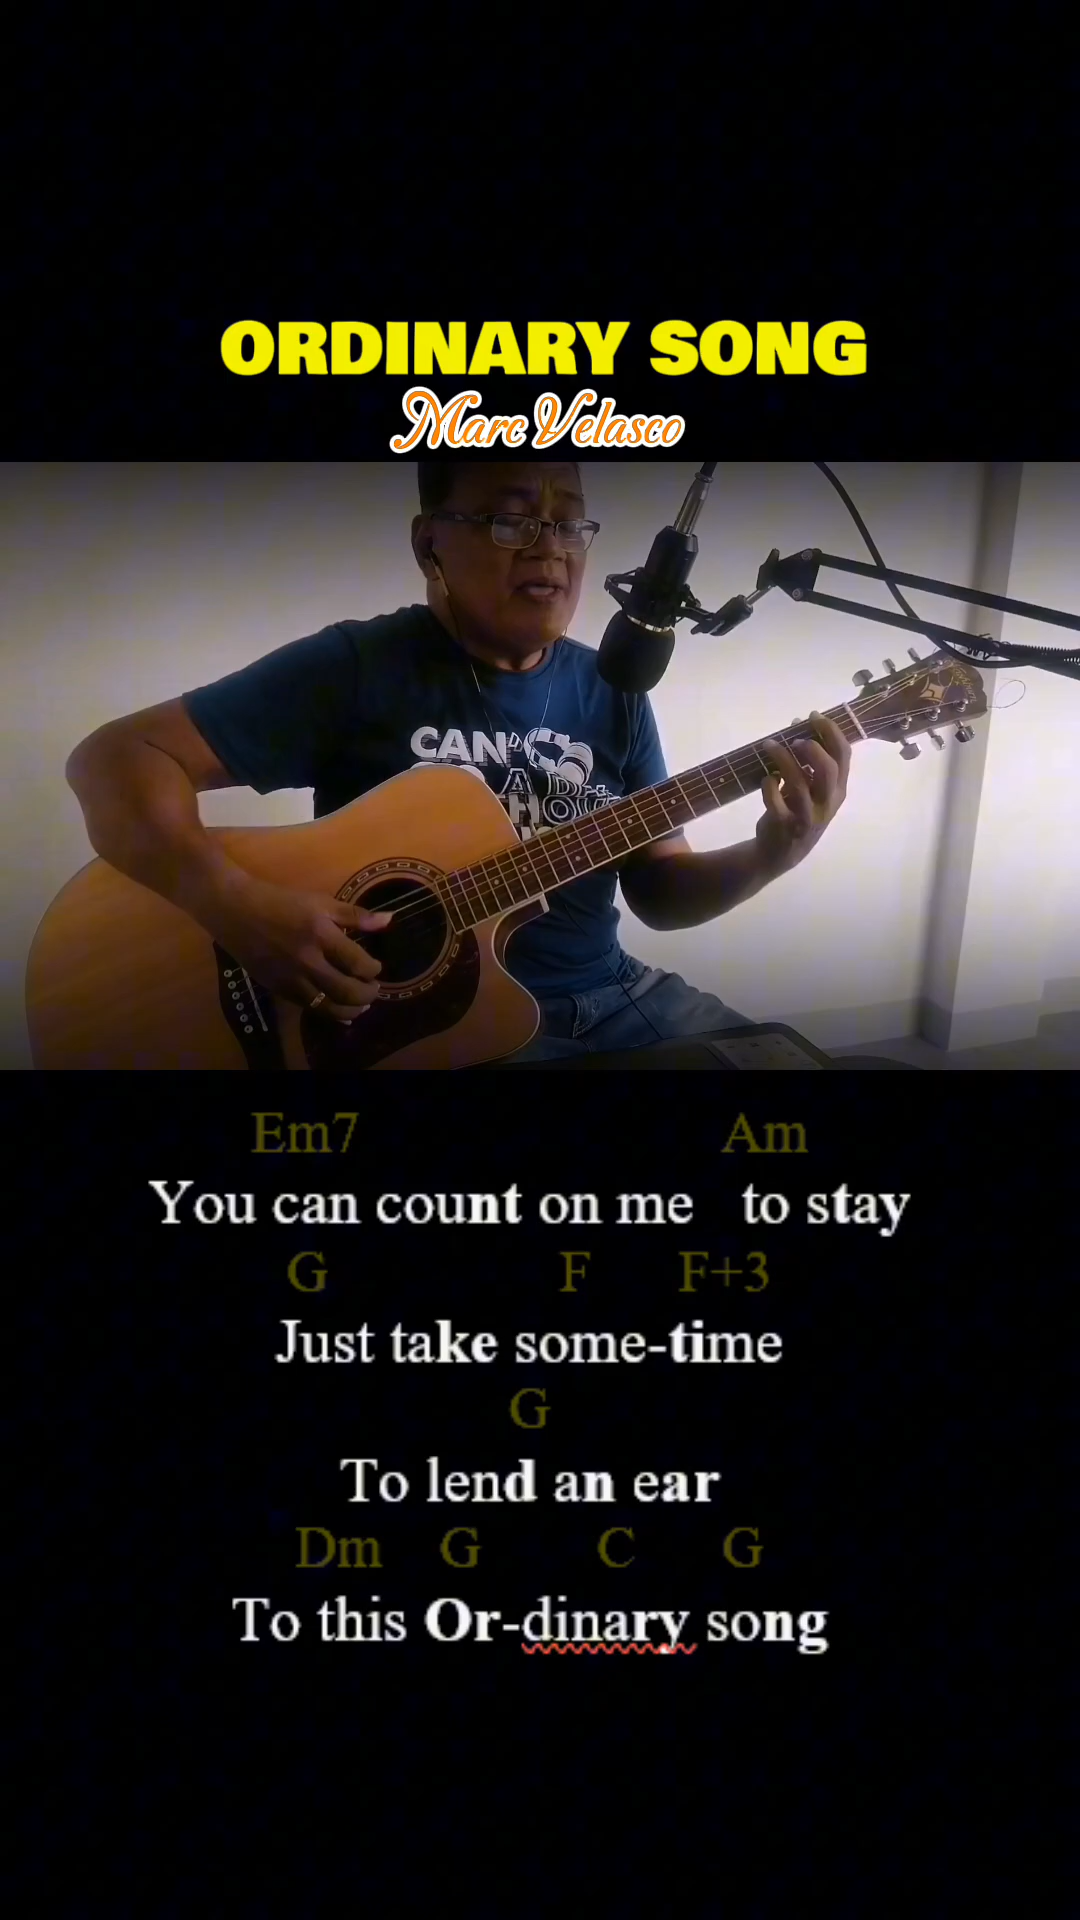 ORDINARY SONG
Marc Velasco
CAN'
Em7 Am
You can count on me to stay
G F F+3
Just take some-time
G
To lend an ear
Dm G C G
To this Or-dinary song